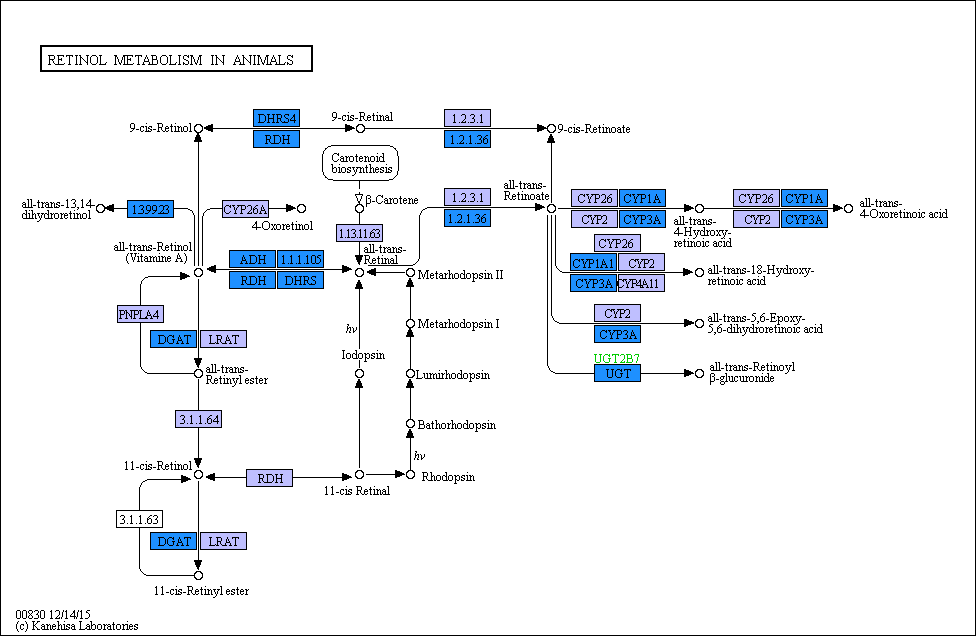 RETINOL METABOLISM IN ANIMALS
9-cis-Retinol
DHRS4
RDH
9-cis-Retinal
1.2.3.1
1.2.1.36
9-cis-Retinoate
Carotenoid
biosynthesis
β-Carotene
1.13.11.63
all-trans-
Retinal
all-trans-13,14-
dihydroretinol
1.3.99.23
CYP26A
4-Oxoretinol
1.2.3.1
1.2.1.36
all-trans-
Retinoate
CYP26
CYP1A
CYP2
CYP3A
all-trans-
4-Hydroxy-
retinoic acid
CYP26
CYP1A
CYP2
CYP3A
all-trans-
4-Oxoretinoic acid
all-trans-Retinol
(Vitamine A)
ADH
1.1.1.105
RDH
DHRS
Metarhodopsin II
CYP26
CYP1A1
CYP2
CYP3A
CYP4A11
all-trans-18-Hydroxy-
retinoic acid
PNPLA4
DGAT
LRAT
hν
Iodopsin
Metarhodopsin I
CYP2
CYP3A
all-trans-5,6-Epoxy-
5,6-dihydroretinoic acid
all-trans-
Retinyl ester
Lumirhodopsin
UGT2B7
UGT
all-trans-Retinoyl
β-glucuronide
3.1.1.64
Bathorhodopsin
hν
11-cis-Retinol
RDH
11-cis Retinal
Rhodopsin
3.1.1.63
DGAT
LRAT
11-cis-Retinyl ester
00830 12/14/15
(c) Kanehisa Laboratories